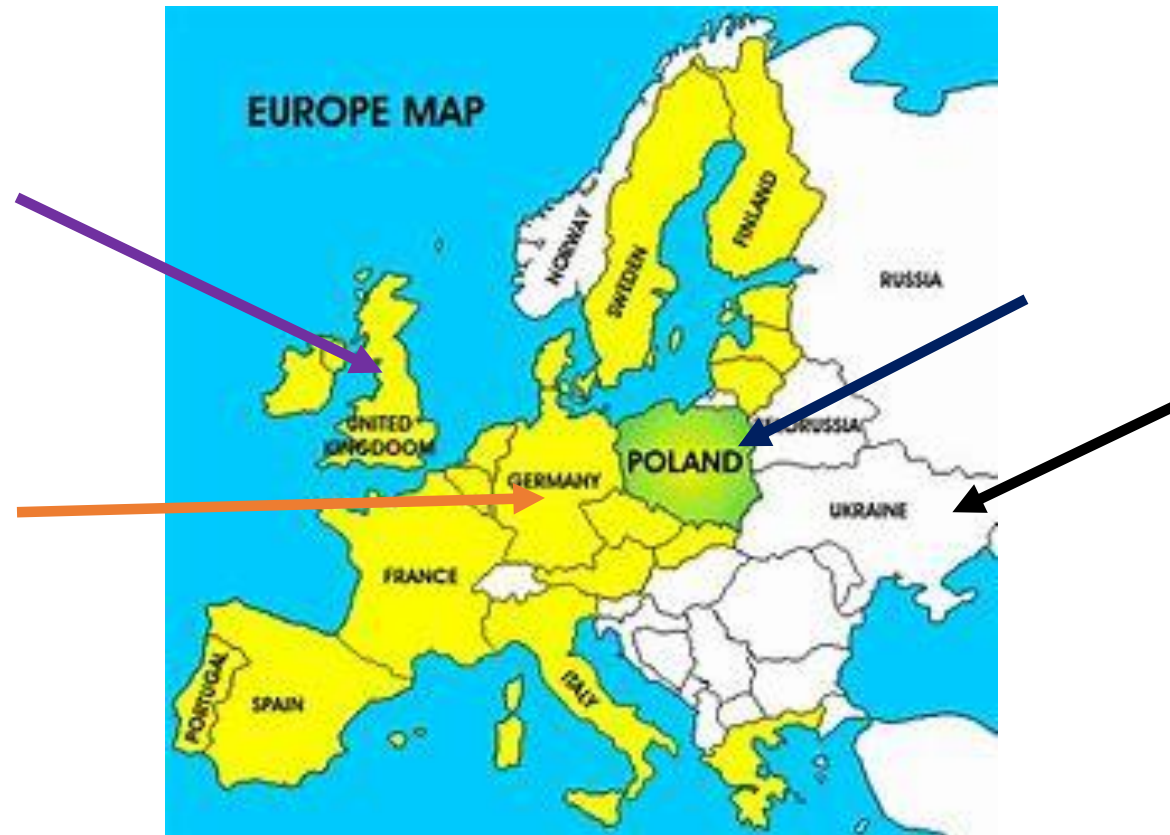 EUROPE MAP
NORWAY
SWEDEN
FINLAND
RUSSIA
UNITED
KINGDOOM
POLAND
GERMANY
UKRAINE
FRANCE
PORTUGAL
SPAIN
ITALY